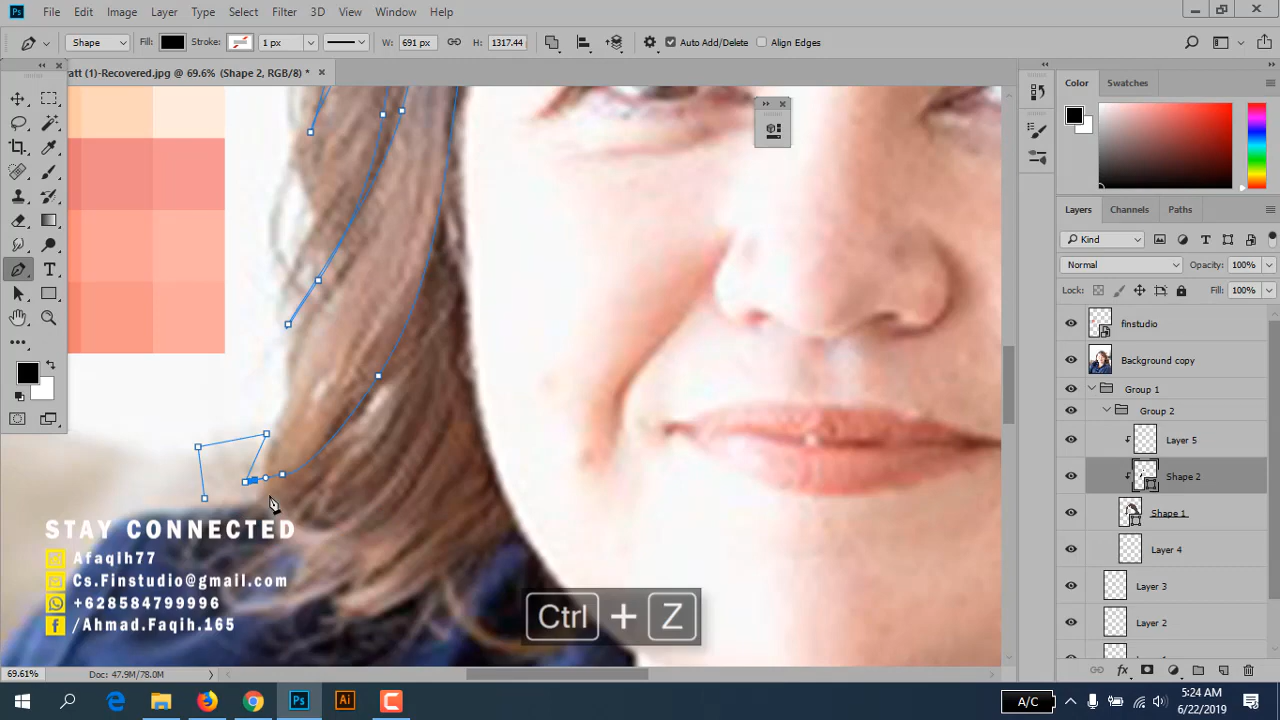 Ps File Edit Image Layer Type Select Filter 3D View Window Help
Shape Fill: Stroke: 1 px W: 691 px H: 1317.44 Auto Add/Delete Align Edges
att (1)-Recovered.jpg @ 69.6% (Shape 2, RGB/8) *
Color Swatches
Layers Channels Paths
Kind
Normal Opacity: 100%
Lock: Fill: 100%
finstudio
Background copy
Group 1
Group 2
Layer 5
Shape 2
Shape 1
Layer 4
Layer 3
Layer 2
STAY CONNECTED
Afaqih77
Cs.Finstudio@gmail.com
+628584799996
/Ahmad.Faqih.165
Ctrl + Z
69.61% Doc: 47.9M/78.0M
Ps Ai A/C 5:24 AM
6/22/2019